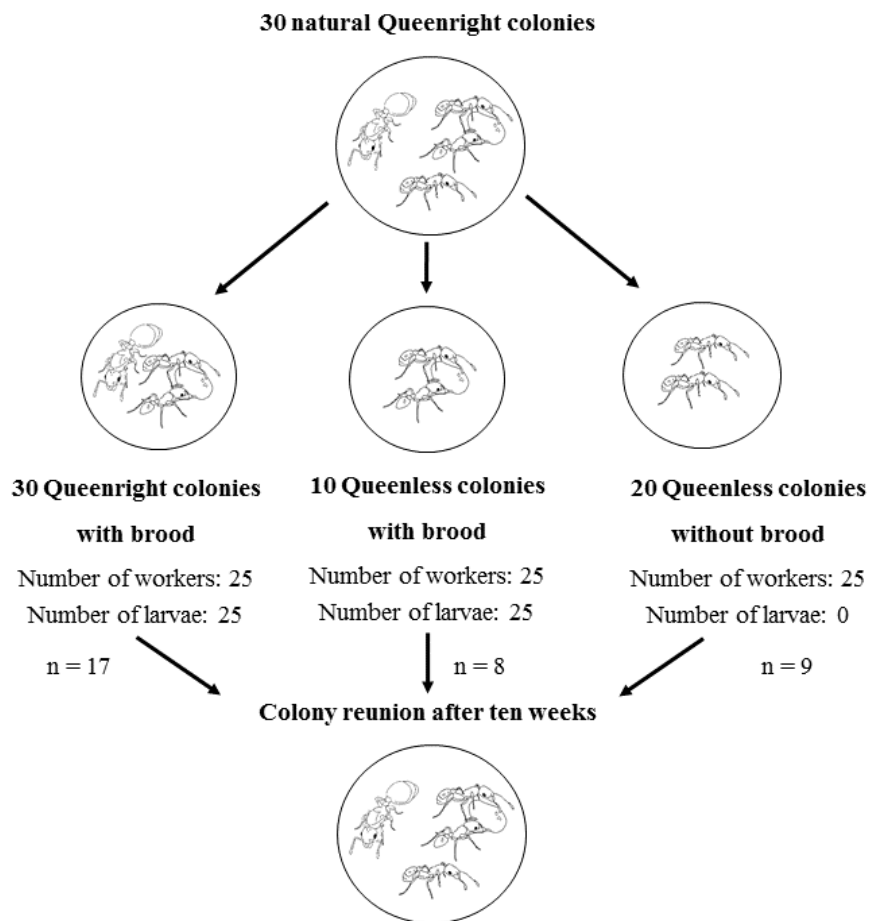 30 natural Queenright colonies
30 Queenright colonies
with brood
Number of workers: 25
Number of larvae: 25
n = 17
10 Queenless colonies
with brood
Number of workers: 25
Number of larvae: 25
n = 8
20 Queenless colonies
without brood
Number of workers: 25
Number of larvae: 0
n = 9
Colony reunion after ten weeks